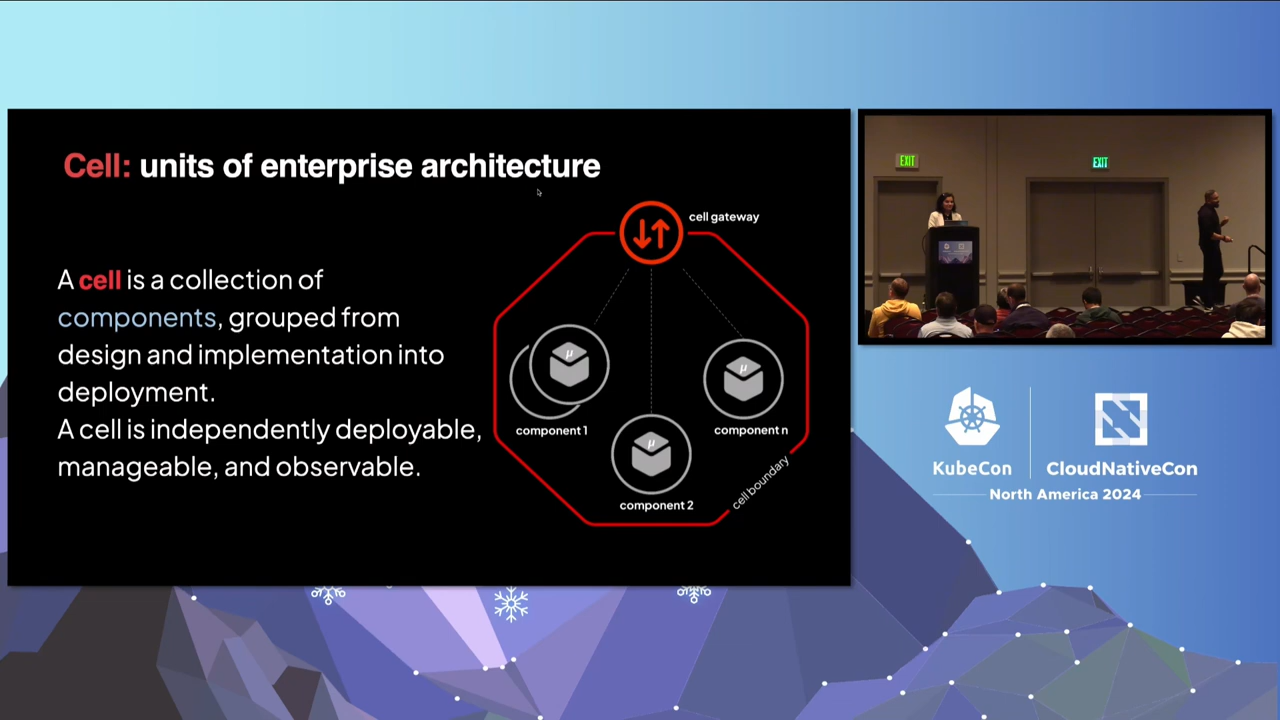 Cell: units of enterprise architecture
A cell is a collection of
components, grouped from
design and implementation into
deployment.
A cell is independently deployable,
manageable, and observable.
cell gateway
μ
component 1
μ
component n
μ
component 2
cell boundary
EXIT
EXIT
KubeCon
CloudNativeCon
North America 2024